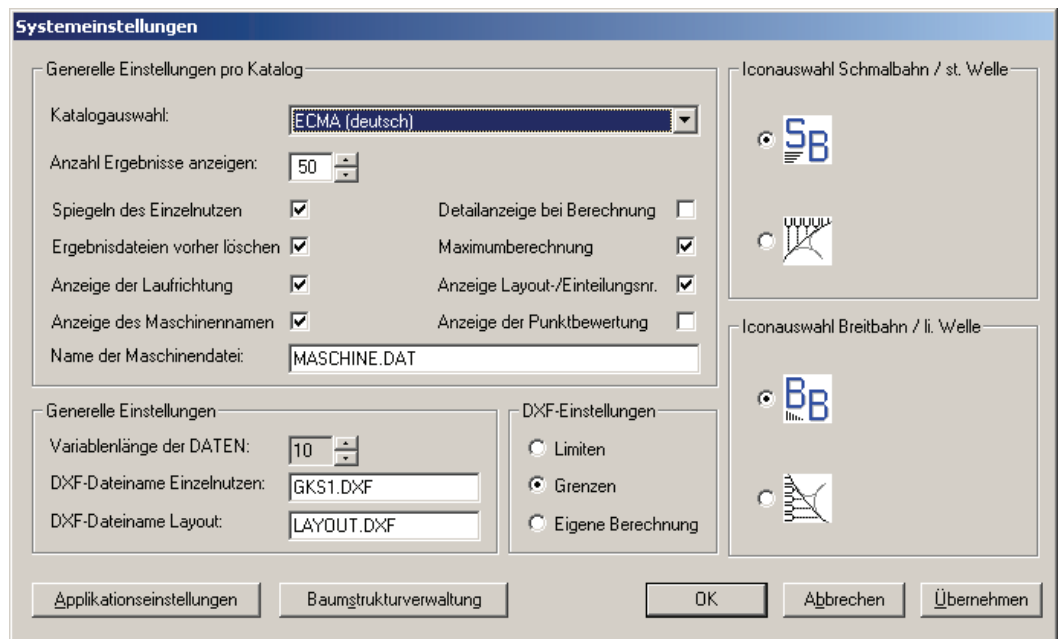 Systemeinstellungen
Generelle Einstellungen pro Katalog
Katalogauswahl:
ECMA (deutsch)
Anzahl Ergebnisse anzeigen:
50
Spiegeln des Einzelnutzen
Detailanzeige bei Berechnung
Ergebnisdateien vorher löschen
Maximumberechnung
Anzeige der Laufrichtung
Anzeige Layout-/Einteilungsnr.
Anzeige des Maschinennamen
Anzeige der Punktbewertung
Name der Maschinendatei:
MASCHINE.DAT
Iconauswahl Schmalbahn / st. Welle
SB
Iconauswahl Breitbahn / li. Welle
BB
Generelle Einstellungen
Variablenlänge der DATEN:
10
DXF-Dateiname Einzelnutzen:
GKS1.DXF
DXF-Dateiname Layout:
LAYOUT.DXF
DXF-Einstellungen
Limiten
Grenzen
Eigene Berechnung
Applikationseinstellungen
Baumstrukturverwaltung
OK
Abbrechen
Übernehmen